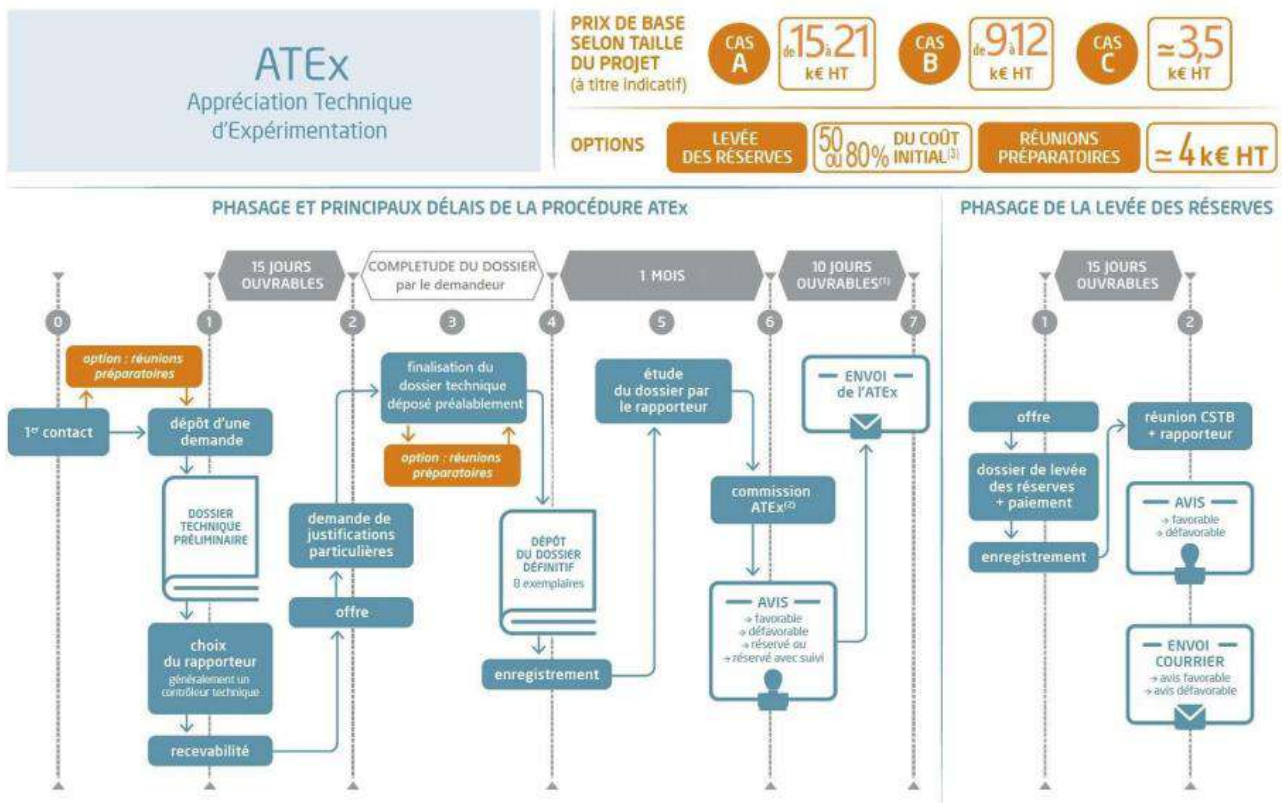 ATEx
Appréciation Technique
d'Expérimentation
PRIX DE BASE
SELON TAILLE
DU PROJET
(à titre indicatif)
CAS
A
de 15 à 21
k€ HT
CAS
B
de 9 à 12
k€ HT
CAS
C
≃ 3,5
k€ HT
OPTIONS
LEVÉE
DES RÉSERVES
50 ou 80% DU COÛT INITIAL(3)
RÉUNIONS
PRÉPARATOIRES
≃ 4 k€ HT
PHASAGE ET PRINCIPAUX DÉLAIS DE LA PROCÉDURE ATEx
15 JOURS
OUVRABLES
COMPLETUDE DU DOSSIER
par le demandeur
1 MOIS
10 JOURS
OUVRABLES(1)
0
1
2
3
4
5
6
7
option : réunions
préparatoires
1er contact
dépôt d'une
demande
DOSSIER
TECHNIQUE
PRÉLIMINAIRE
choix
du rapporteur
généralement un
contrôleur technique
recevabilité
demande de
justifications
particulières
offre
finalisation du
dossier technique
déposé préalablement
option : réunions
préparatoires
DÉPÔT
DU DOSSIER
DÉFINITIF
8 exemplaires
enregistrement
étude
du dossier par
le rapporteur
commission
ATEx(2)
AVIS
→ favorable
→ défavorable
→ réservé ou
→ réservé avec suivi
ENVOI
de l'ATEx
PHASAGE DE LA LEVÉE DES RÉSERVES
15 JOURS
OUVRABLES
1
2
offre
dossier de levée
des réserves
+ paiement
enregistrement
réunion CSTB
+ rapporteur
AVIS
→ favorable
→ défavorable
ENVOI
COURRIER
→ avis favorable
→ avis défavorable